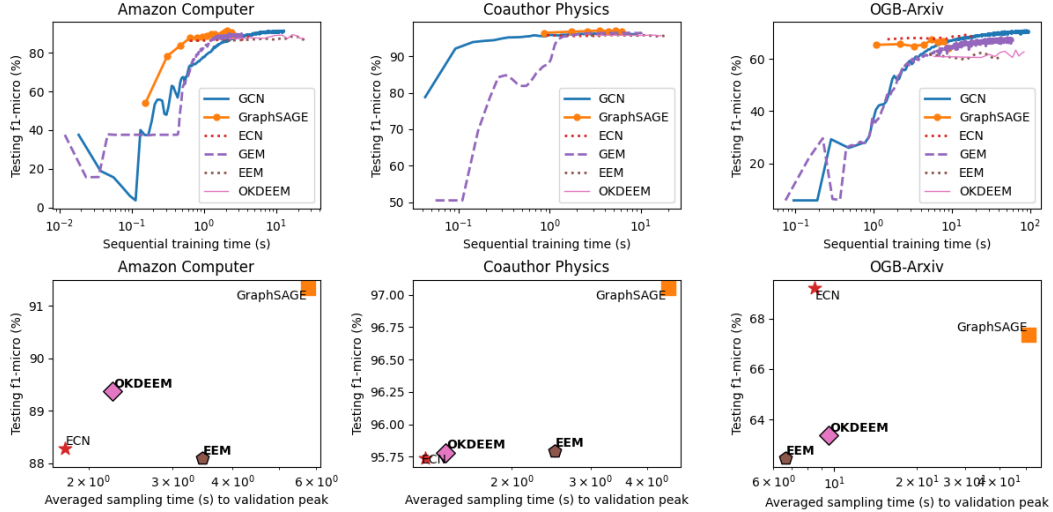 Amazon Computer
Testing f1-micro (%)
80
60
40
20
0
GCN
GraphSAGE
ECN
GEM
EEM
OKDEEM
10⁻² 10⁻¹ 10⁰ 10¹
Sequential training time (s)
Coauthor Physics
Testing f1-micro (%)
100
90
80
70
60
50
GCN
GraphSAGE
ECN
GEM
EEM
OKDEEM
10⁻¹ 10⁰ 10¹
Sequential training time (s)
OGB-Arxiv
Testing f1-micro (%)
80
60
40
20
GCN
GraphSAGE
ECN
GEM
EEM
OKDEEM
10⁻¹ 10⁰ 10¹ 10²
Sequential training time (s)
Amazon Computer
Testing f1-micro (%)
91
90
89
88
GraphSAGE
OKDEEM
ECN
EEM
2 × 10⁰ 3 × 10⁰ 4 × 10⁰ 6 × 10⁰
Averaged sampling time (s) to validation peak
Coauthor Physics
Testing f1-micro (%)
97.00
96.75
96.50
96.25
96.00
95.75
GraphSAGE
OKDEEM
ECN
EEM
2 × 10⁰ 3 × 10⁰ 4 × 10⁰
Averaged sampling time (s) to validation peak
OGB-Arxiv
Testing f1-micro (%)
68
66
64
ECN
GraphSAGE
OKDEEM
EEM
6 × 10⁰ 10¹ 2 × 10¹ 3 × 10¹ 4 × 10¹
Averaged sampling time (s) to validation peak